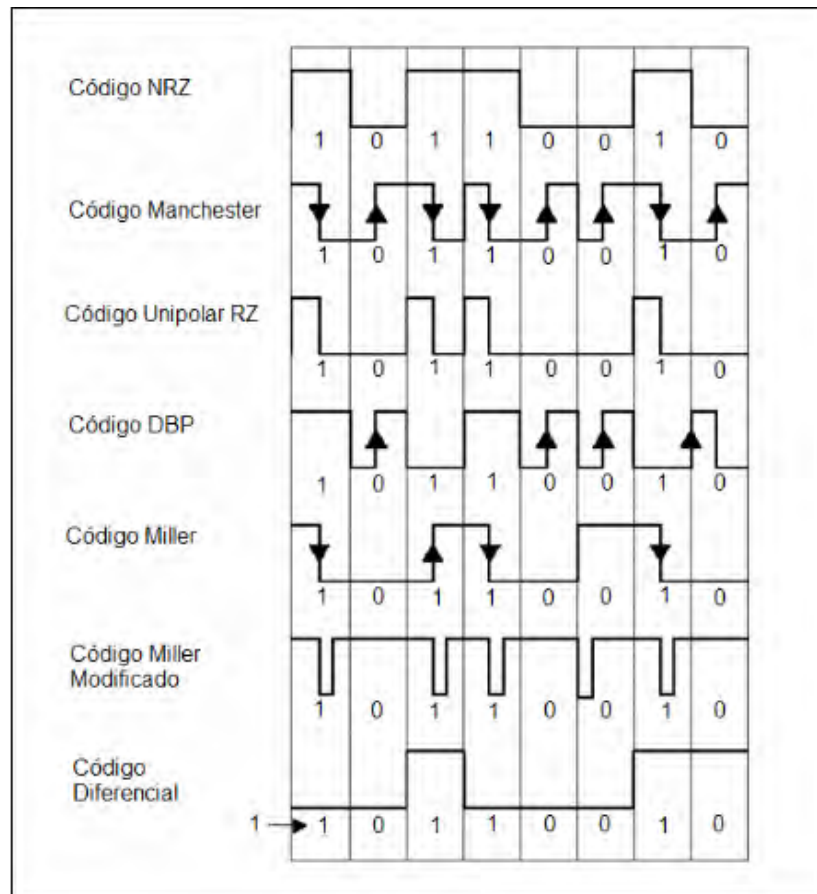 Código NRZ
1 0 1 1 0 0 1 0
Código Manchester
1 0 1 1 0 0 1 0
Código Unipolar RZ
1 0 1 1 0 0 1 0
Código DBP
1 0 1 1 0 0 1 0
Código Miller
1 0 1 1 0 0 1 0
Código Miller
Modificado
1 0 1 1 0 0 1 0
Código
Diferencial
1 1 0 1 1 0 0 1 0